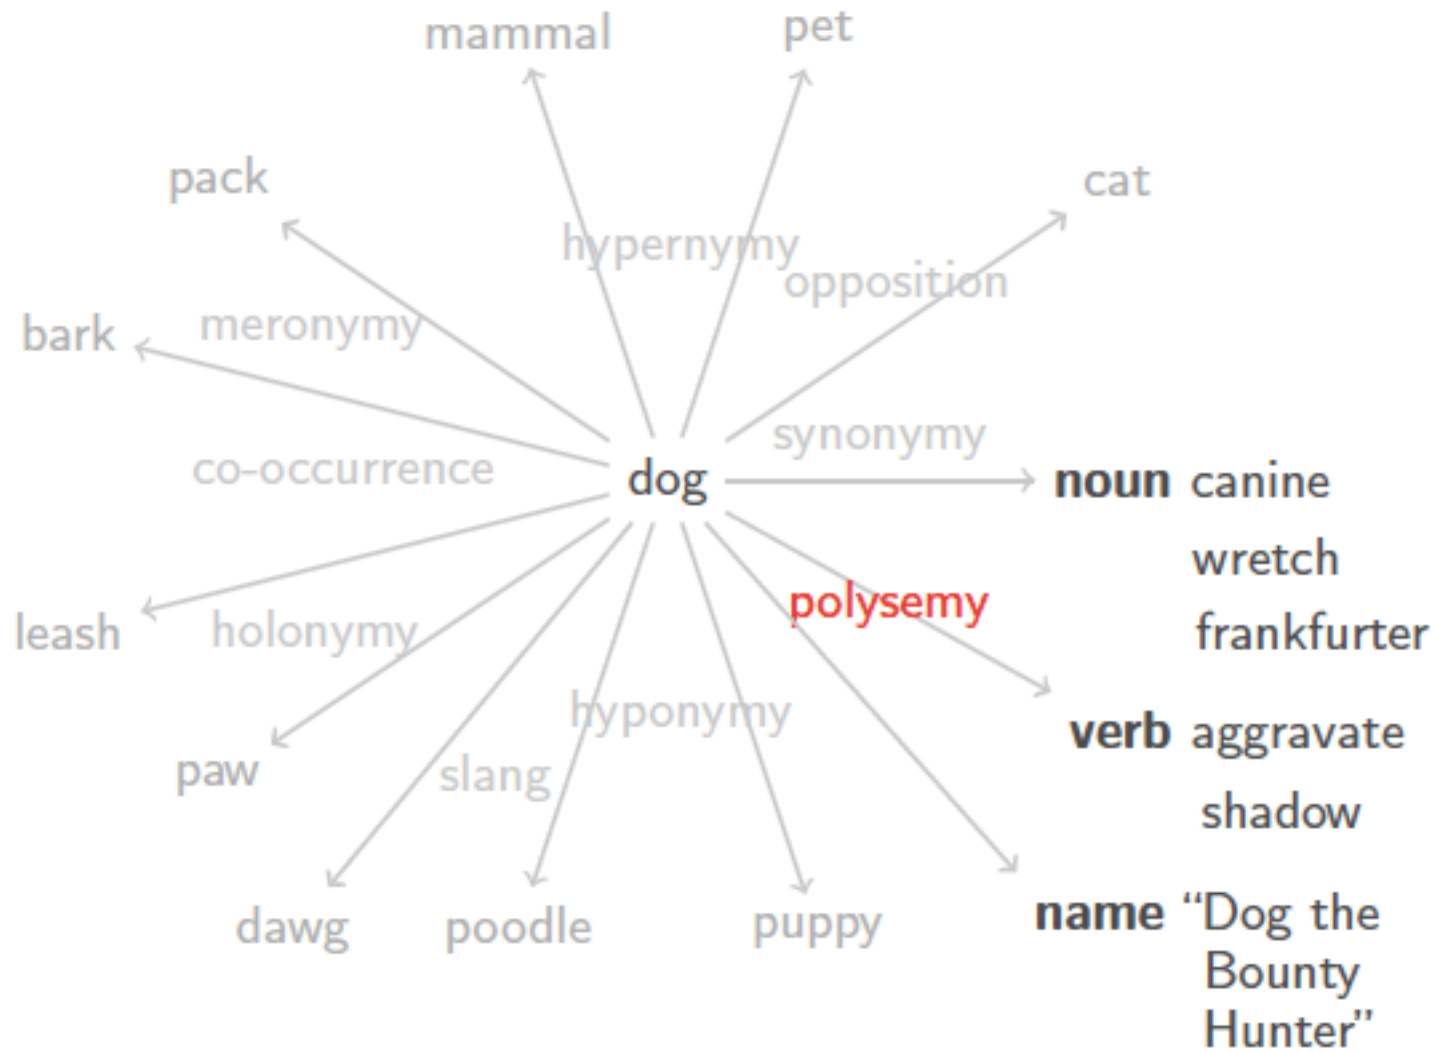 mammal
pet
pack
cat
hypernymy
opposition
bark
meronymy
synonymy
co-occurrence
dog
noun canine
wretch
polysemy
frankfurter
leash
holonymy
hyponymy
verb aggravate
paw
slang
shadow
dawg
poodle
puppy
name “Dog the
Bounty
Hunter”